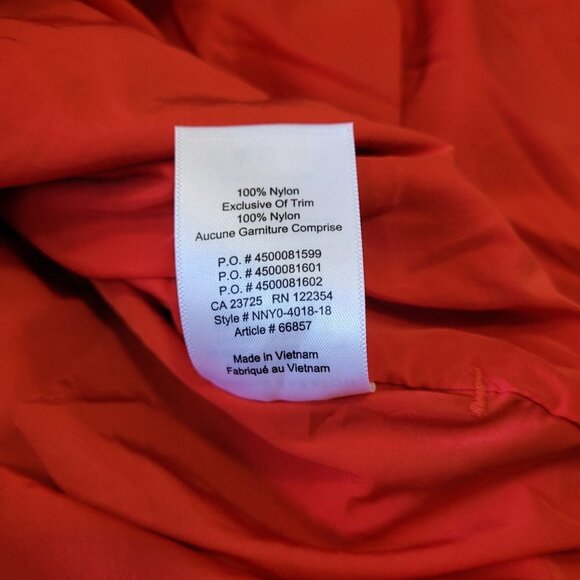 100% Nylon
Exclusive Of Trim
100% Nylon
Aucune Garniture Comprise
P.O. # 4500081599
P.O. # 4500081601
P.O. # 4500081602
CA 23725 RN 122354
Style # NNY0-4018-18
Article # 66857
Made in Vietnam
Fabriqué au Vietnam